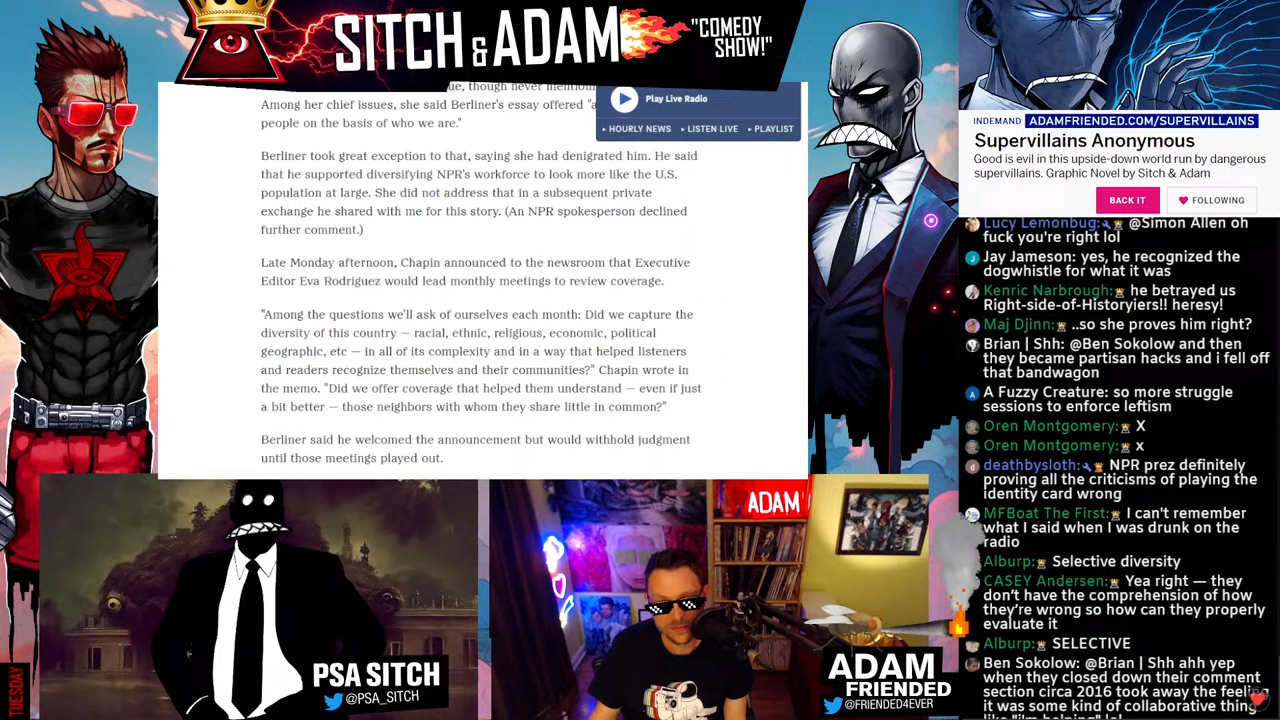 SITCH & ADAM
"COMEDY
SHOW!"
ue, though never mention
Among her chief issues, she said Berliner's essay offered "a
people on the basis of who we are."
Play Live Radio
HOURLY NEWS
LISTEN LIVE
PLAYLIST
Berliner took great exception to that, saying she had denigrated him. He said
that he supported diversifying NPR's workforce to look more like the U.S.
population at large. She did not address that in a subsequent private
exchange he shared with me for this story. (An NPR spokesperson declined
further comment.)
Late Monday afternoon, Chapin announced to the newsroom that Executive
Editor Eva Rodriguez would lead monthly meetings to review coverage.
"Among the questions we'll ask of ourselves each month: Did we capture the
diversity of this country — racial, ethnic, religious, economic, political
geographic, etc — in all of its complexity and in a way that helped listeners
and readers recognize themselves and their communities?" Chapin wrote in
the memo. "Did we offer coverage that helped them understand — even if just
a bit better — those neighbors with whom they share little in common?"
Berliner said he welcomed the announcement but would withhold judgment
until those meetings played out.
INDEMAND ADAMFRIENDED.COM/SUPERVILLAINS
Supervillains Anonymous
Good is evil in this upside-down world run by dangerous
supervillains. Graphic Novel by Sitch & Adam
BACK IT
FOLLOWING
Lucy Lemonbug: @Simon Allen oh
fuck you're right lol
Jay Jameson: yes, he recognized the
dogwhistle for what it was
Kenric Narbrough: he betrayed us
Right-side-of-Historyiers!! heresy!
Maj Djinn: ..so she proves him right?
Brian | Shh: @Ben Sokolow and then
they became partisan hacks and i fell off
that bandwagon
A Fuzzy Creature: so more struggle
sessions to enforce leftism
Oren Montgomery: X
Oren Montgomery: x
deathbysloth: NPR prez definitely
proving all the criticisms of playing the
identity card wrong
MFBoat The First: I can't remember
what I said when I was drunk on the
radio
Alburp: Selective diversity
CASEY Andersen: Yea right — they
don't have the comprehension of how
they're wrong so how can they properly
evaluate it
Alburp: SELECTIVE
Ben Sokolow: @Brian | Shh ahh yep
when they closed down their comment
section circa 2016 took away the feeling
it was some kind of collaborative thing
like "i'm helping" lol
TUESDAY
PSA SITCH
@PSA_SITCH
ADAM
ADAM
FRIENDED
@FRIENDED4EVER